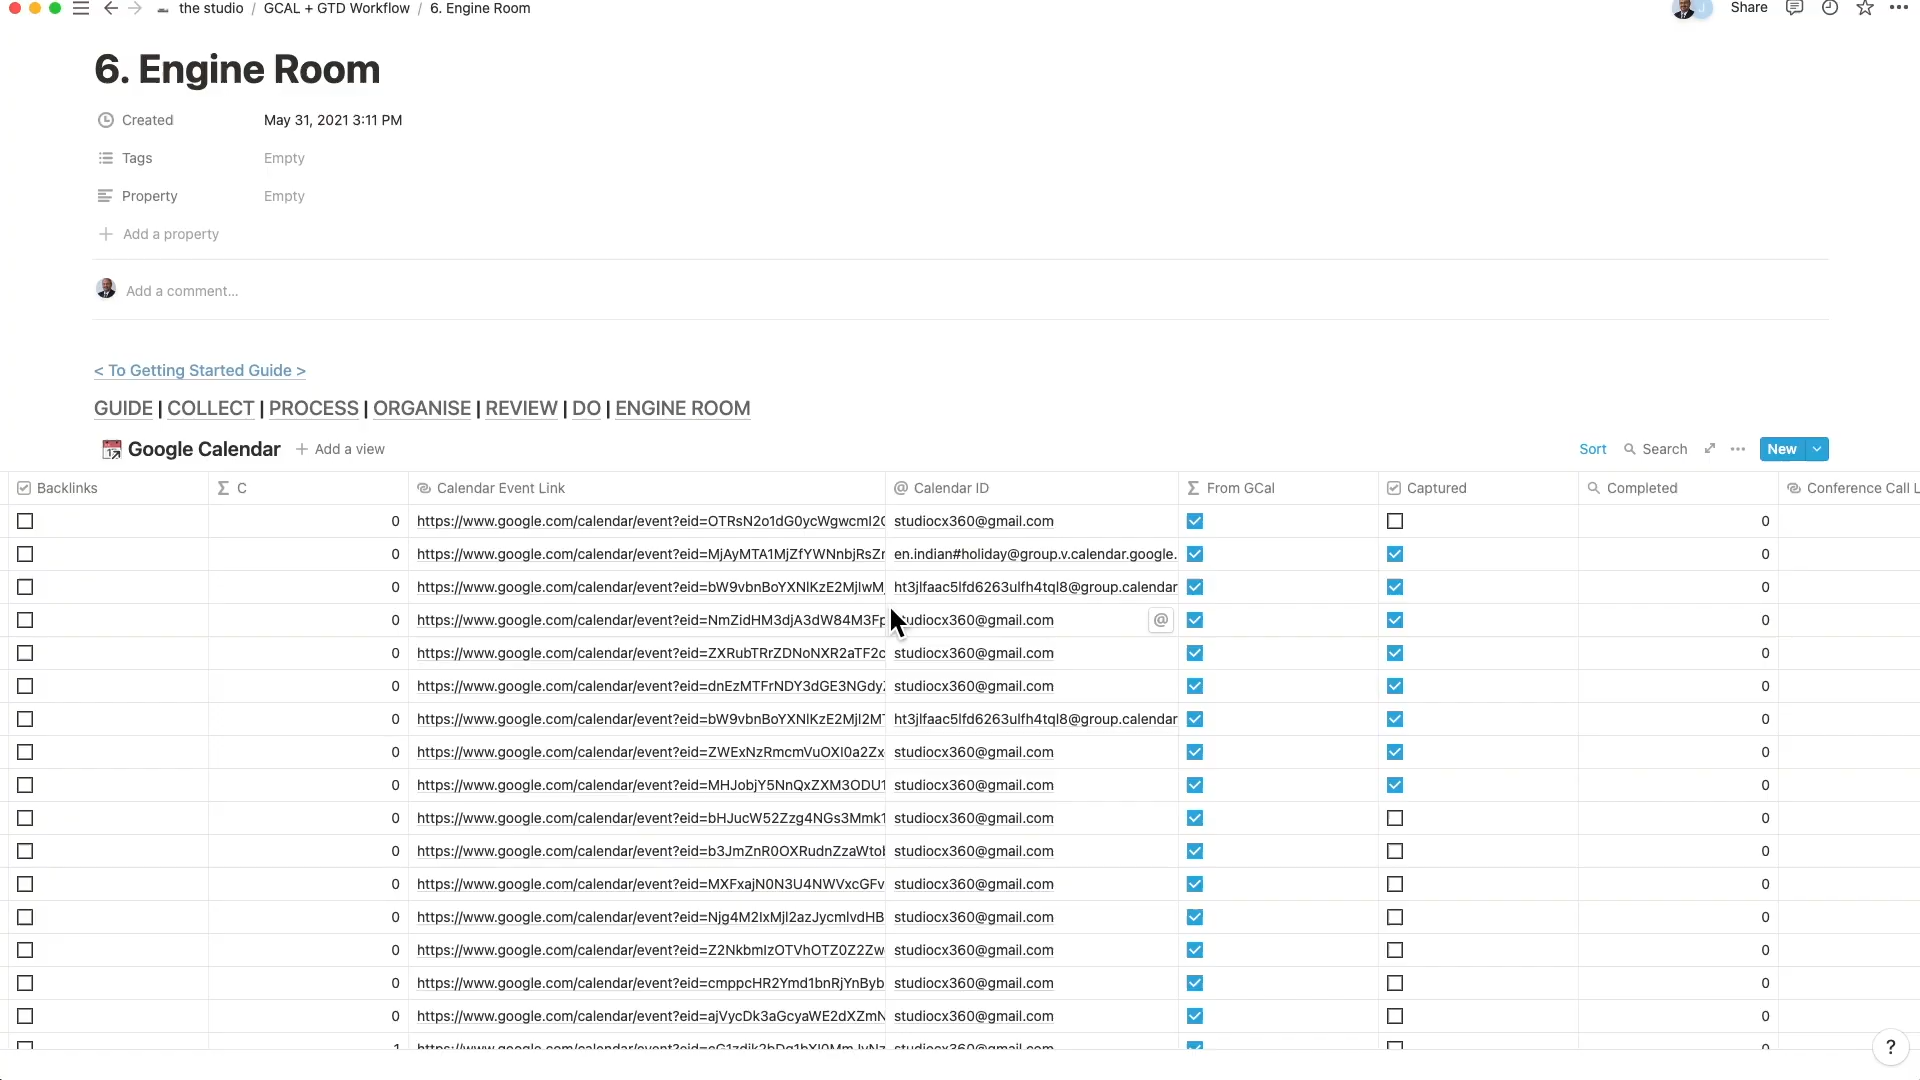 the studio / GCAL + GTD Workflow / 6. Engine Room
J Share
6. Engine Room
Created May 31, 2021 3:11 PM
Tags Empty
Property Empty
Add a property
Add a comment...
< To Getting Started Guide >
GUIDE | COLLECT | PROCESS | ORGANISE | REVIEW | DO | ENGINE ROOM
Google Calendar + Add a view Sort Search ••• New
Backlinks Σ C Calendar Event Link @ Calendar ID Σ From GCal Captured Completed Conference Call L
0 https://www.google.com/calendar/event?eid=OTRsN2o1dG0ycWgwcmI2 studiocx360@gmail.com 0
0 https://www.google.com/calendar/event?eid=MjAyMTA1MjZfYWNnbjRsZ en.indian#holiday@group.v.calendar.google. 0
0 https://www.google.com/calendar/event?eid=bW9vbnBoYXNlKzE2MjIwM ht3jlfaac5lfd6263ulfh4tql8@group.calendar 0
0 https://www.google.com/calendar/event?eid=NmZidHM3djA3dW84M3Fp udiocx360@gmail.com @ 0
0 https://www.google.com/calendar/event?eid=ZXRubTRrZDNoNXR2aTF2c studiocx360@gmail.com 0
0 https://www.google.com/calendar/event?eid=dnEzMTFrNDY3dGE3NGdy studiocx360@gmail.com 0
0 https://www.google.com/calendar/event?eid=bW9vbnBoYXNlKzE2MjI2M ht3jlfaac5lfd6263ulfh4tql8@group.calendar 0
0 https://www.google.com/calendar/event?eid=ZWExNzRmcmVuOXI0a2Zx studiocx360@gmail.com 0
0 https://www.google.com/calendar/event?eid=MHJobjY5NnQxZXM3ODU1 studiocx360@gmail.com 0
0 https://www.google.com/calendar/event?eid=bHJucW52Zzg4NGs3Mmk1 studiocx360@gmail.com 0
0 https://www.google.com/calendar/event?eid=b3JmZnR0OXRudnZzaWtob studiocx360@gmail.com 0
0 https://www.google.com/calendar/event?eid=MXFxajN0N3U4NWVxcGFv studiocx360@gmail.com 0
0 https://www.google.com/calendar/event?eid=Njg4M2IxMjI2azJycmlvdHB studiocx360@gmail.com 0
0 https://www.google.com/calendar/event?eid=Z2NkbmIzOTVhOTZ0Z2Zw studiocx360@gmail.com 0
0 https://www.google.com/calendar/event?eid=cmppcHR2Ymd1bnRjYnByb studiocx360@gmail.com 0
0 https://www.google.com/calendar/event?eid=ajVycDk3aGcyaWE2dXZmN studiocx360@gmail.com 0
?